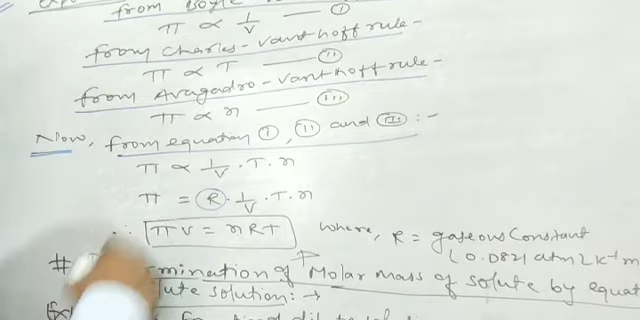 from Boyle
π ∝ 1/V —— (I)
from Charles-vant hoff rule-
π ∝ T —— (II)
from Avagadro-vant hoff rule-
π ∝ n —— (III)
Now, from equation (I), (II) and (III) :-
π ∝ 1/V . T . n
π = R . 1/V . T . n
∴ πV = nRT where, R = gaseous Constant
(0.0821 atm L K⁻¹ m
# mination of Molar mass of solute by equat
lute solution: →